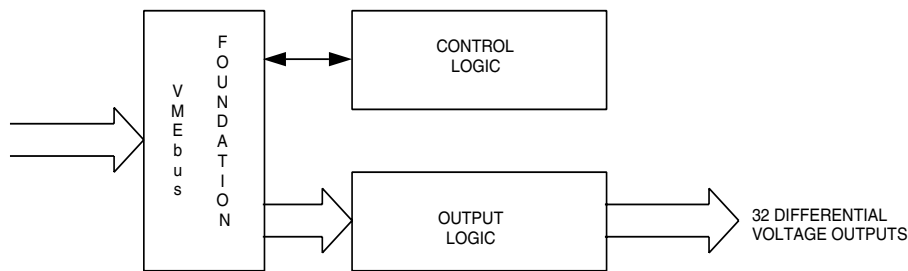 VMEbus
FOUNDATION
CONTROL
LOGIC
OUTPUT
LOGIC
32 DIFFERENTIAL
VOLTAGE OUTPUTS